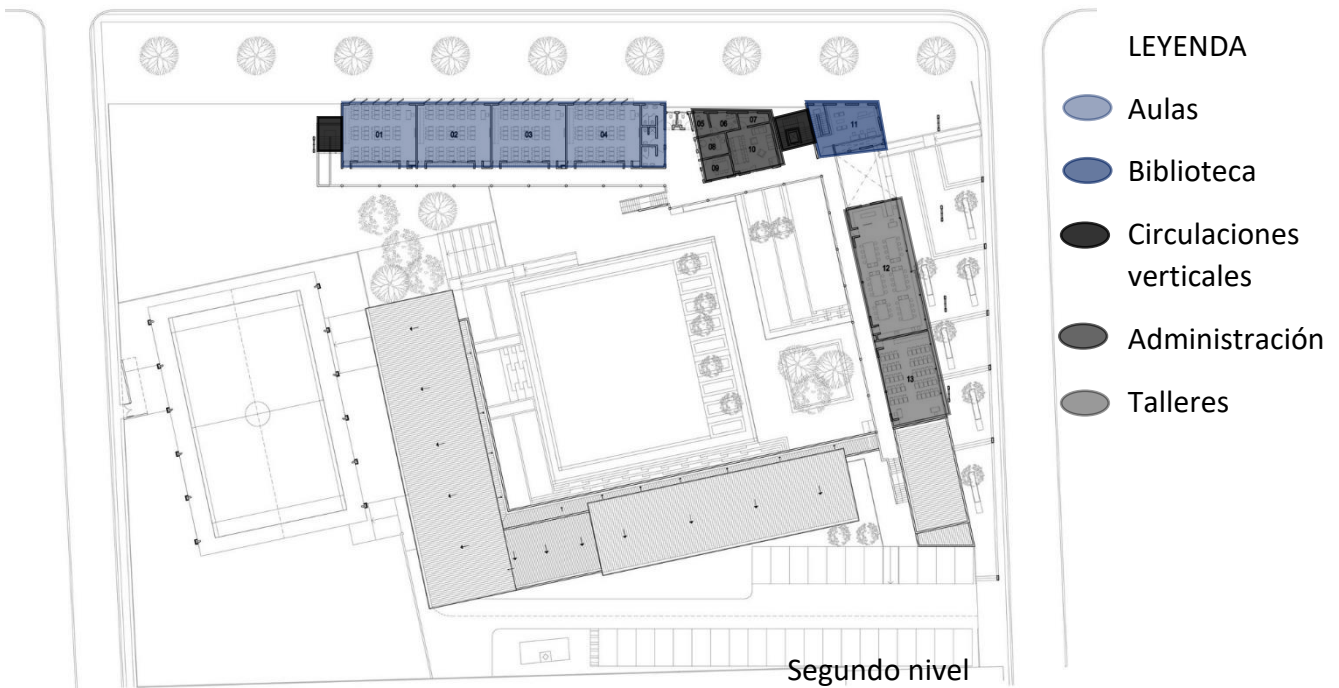 LEYENDA
Aulas
Biblioteca
Circulaciones
verticales
Administración
Talleres
01
02
03
04
05
06
07
08
09
10
11
12
13
Segundo nivel